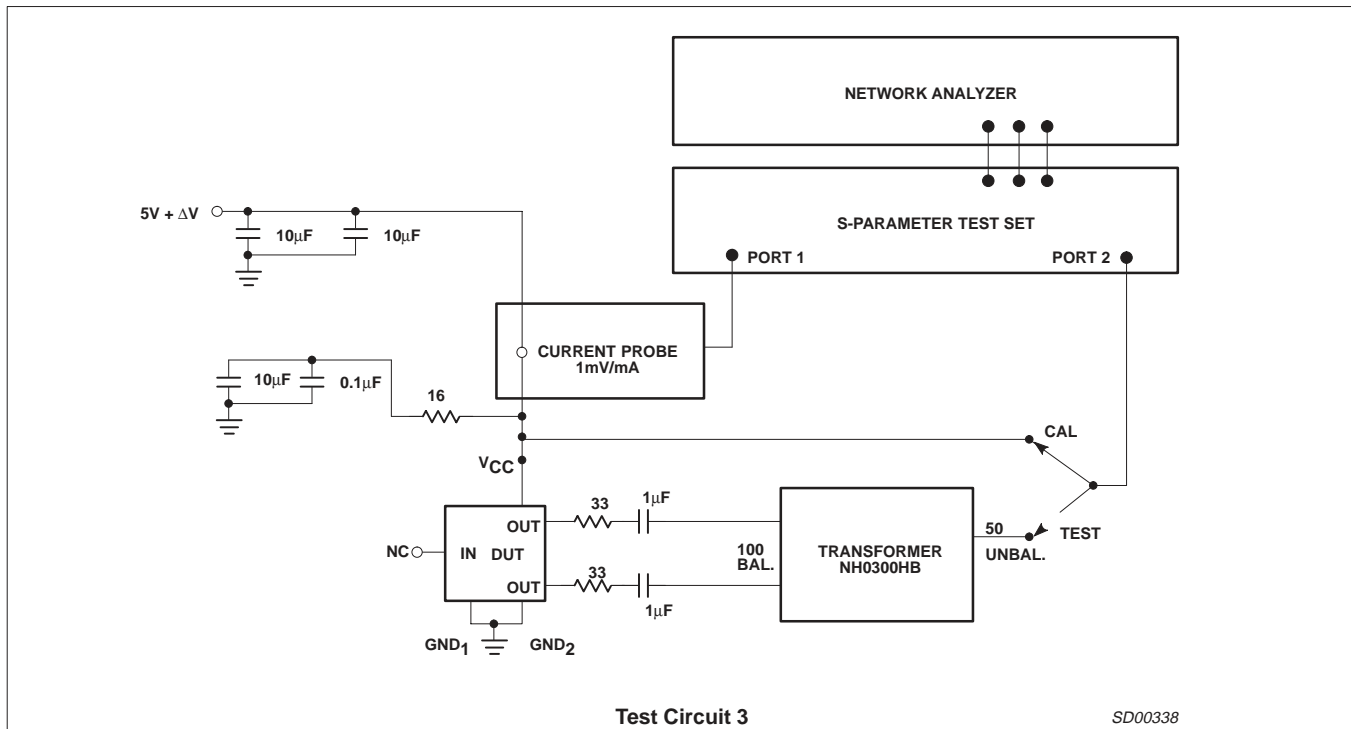 NETWORK ANALYZER
S-PARAMETER TEST SET
PORT 1
PORT 2
5V + ΔV
10μF
10μF
CURRENT PROBE
1mV/mA
10μF
0.1μF
16
CAL
VCC
OUT
33
1μF
NC
IN
DUT
100
BAL.
TRANSFORMER
NH0300HB
50
UNBAL.
TEST
OUT
33
1μF
GND1
GND2
Test Circuit 3
SD00338